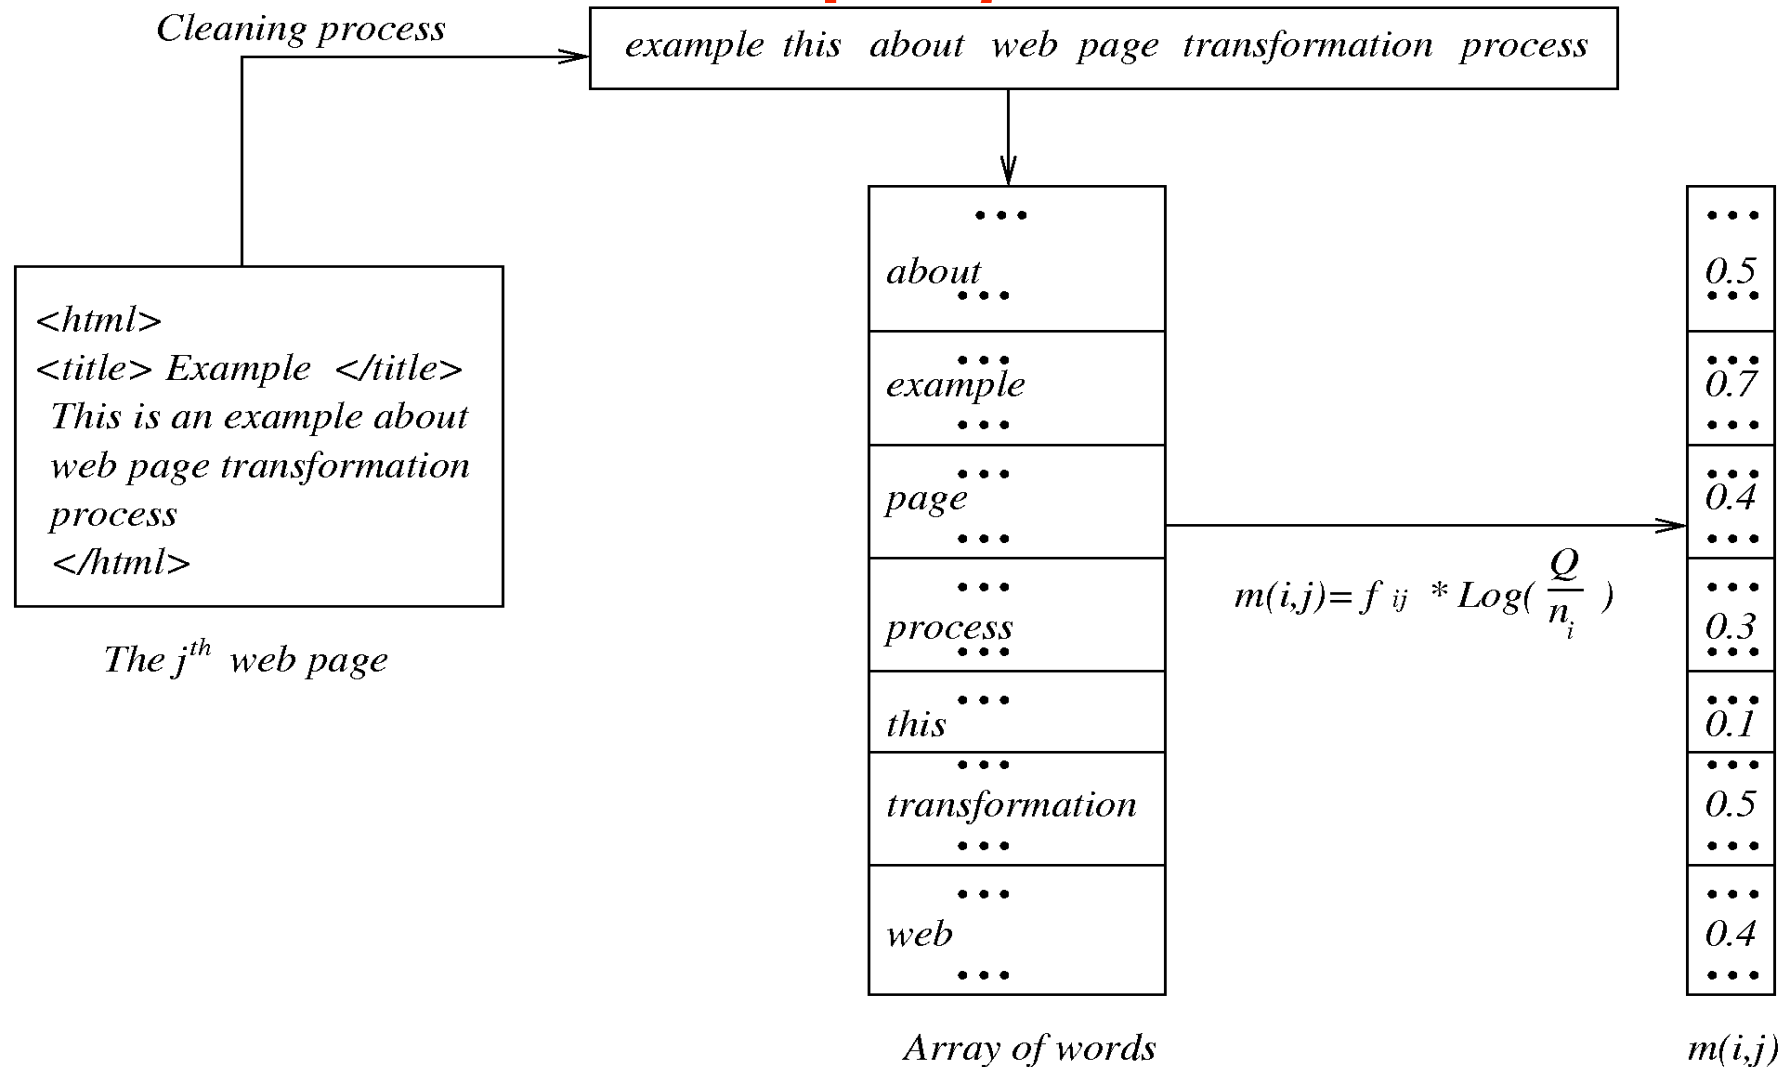 Cleaning process
example this about web page transformation process
<html>
<title> Example </title>
This is an example about
web page transformation
process
</html>
The j^th web page
...
about
...
...
example
...
...
page
...
...
process
...
...
this
...
transformation
...
...
web
...
Array of words
m(i,j)= f ij * Log( Q / n_i )
...
0.5
...
...
0.7
...
...
0.4
...
...
0.3
...
...
0.1
...
0.5
...
...
0.4
...
m(i,j)